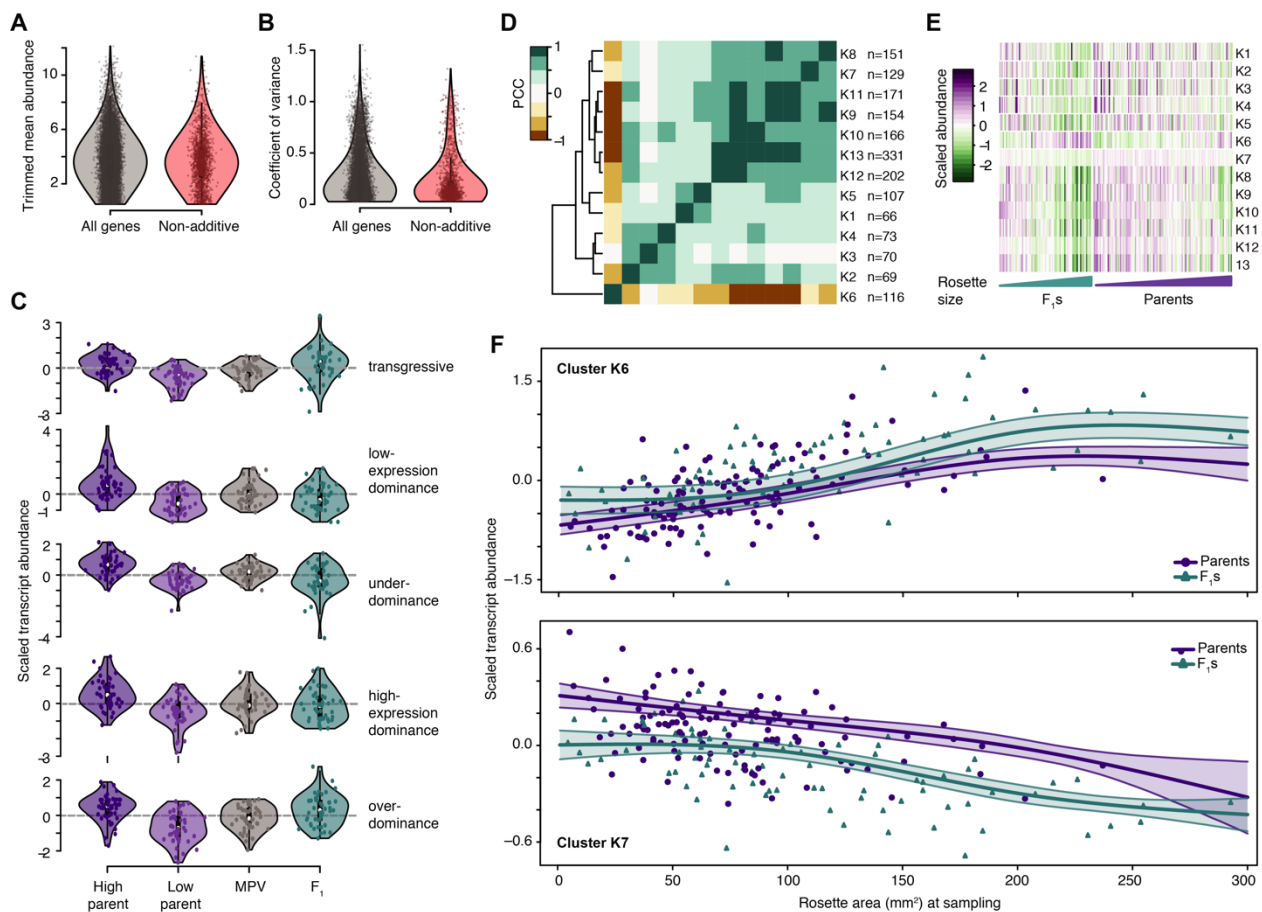 A
Trimmed mean abundance
10
6
2
All genes
Non-additive
B
Coefficient of variance
1.5
1.0
0.5
0
All genes
Non-additive
C
Scaled transcript abundance
3
0
−3
transgressive
4
2
0
−1
low-
expression
dominance
2
0
−2
−4
under-
dominance
2
0
−3
high-
expression
dominance
2
0
−2
over-
dominance
High
parent
Low
parent
MPV
F1
D
PCC
1
0
−1
K8 n=151
K7 n=129
K11 n=171
K9 n=154
K10 n=166
K13 n=331
K12 n=202
K5 n=107
K1 n=66
K4 n=73
K3 n=70
K2 n=69
K6 n=116
E
Scaled abundance
2
1
0
−1
−2
K1
K2
K3
K4
K5
K6
K7
K8
K9
K10
K11
K12
13
Rosette
size
F1s
Parents
F
Scaled transcript abundance
Cluster K6
1.5
0.0
−1.5
Parents
F1s
0.6
0.0
−0.6
Parents
F1s
Cluster K7
0
50
100
150
200
250
300
Rosette area (mm²) at sampling